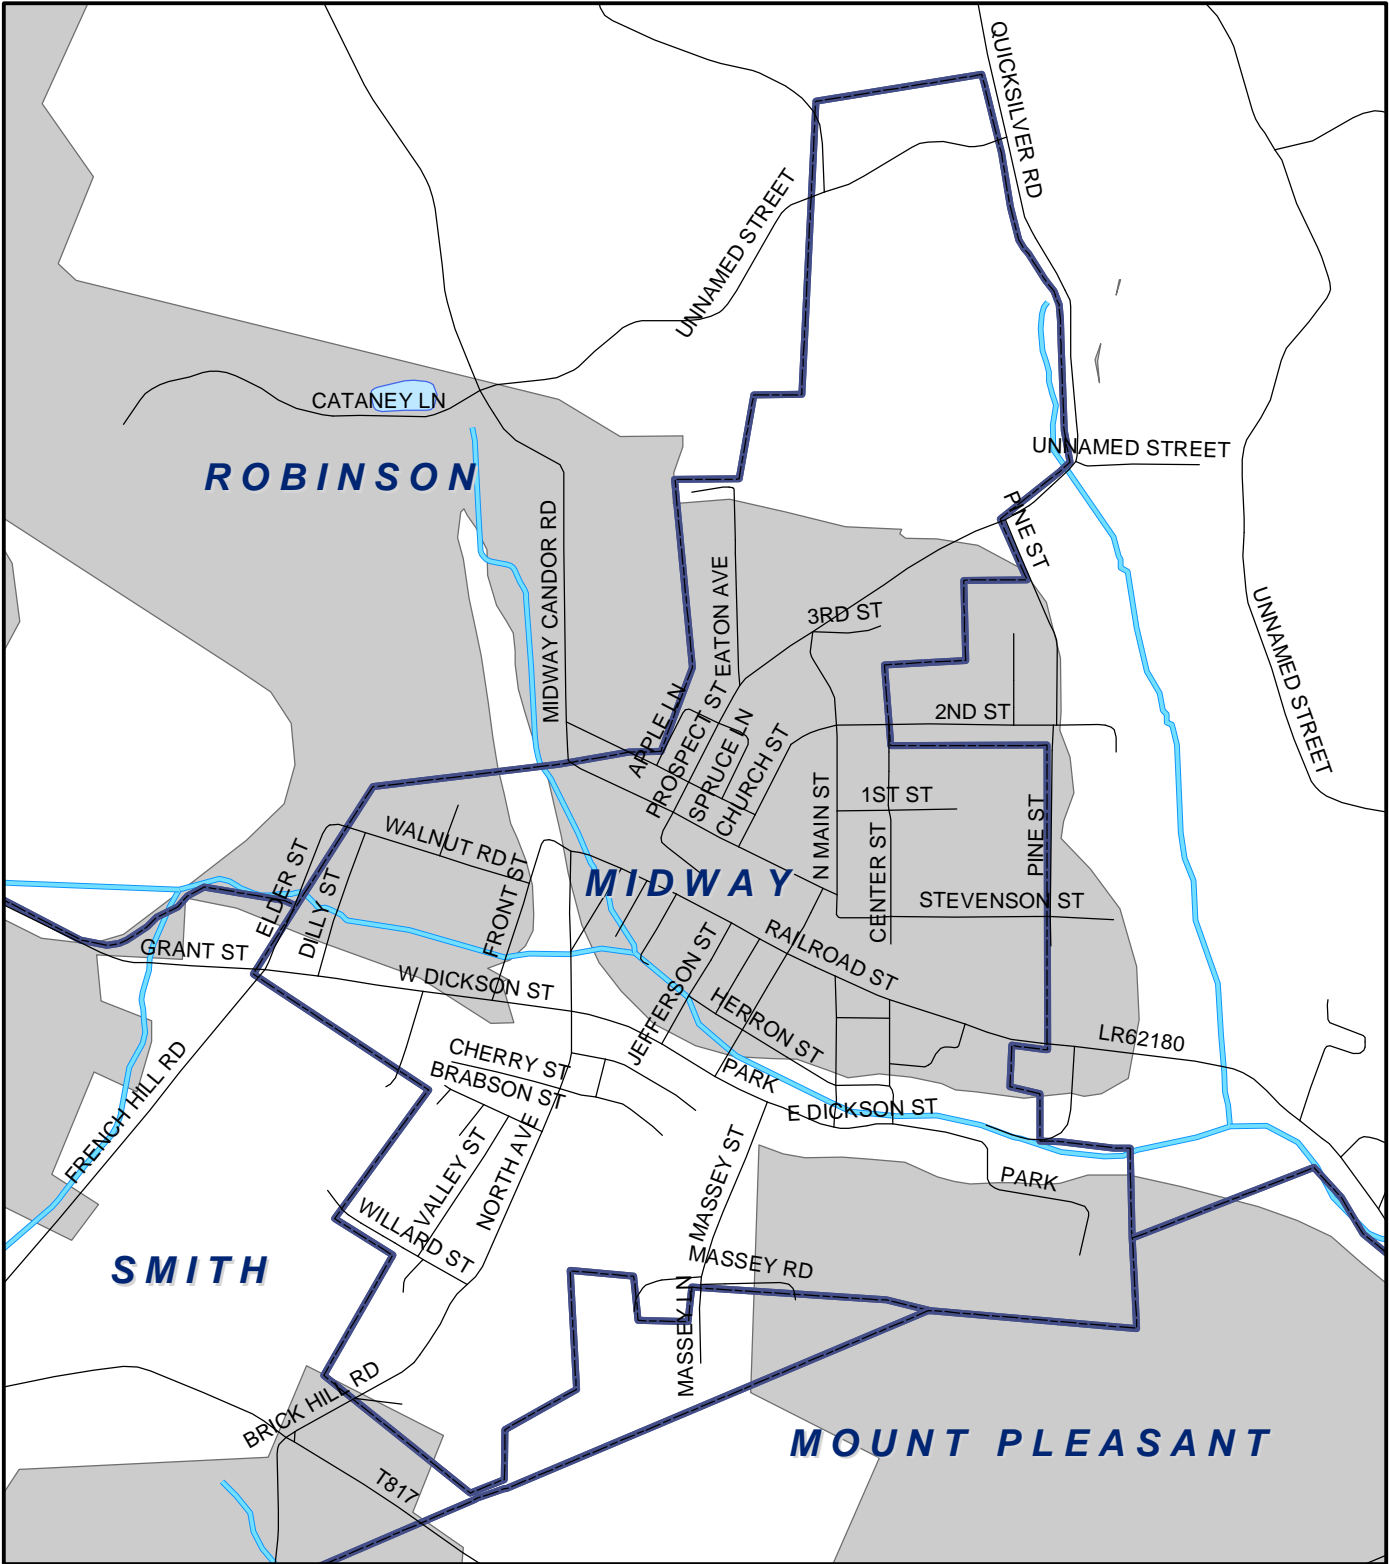 QUICKSILVER RD
UNNAMED STREET
CATANEY LN
ROBINSON
UNNAMED STREET
MIDWAY CANDOR RD
PINE ST
EATON AVE
3RD ST
UNNAMED STREET
APPLE LN
PROSPECT ST
SPRUCE LN
CHURCH ST
2ND ST
N MAIN ST
1ST ST
CENTER ST
PINE ST
WALNUT RD
ELDER ST
DILLY ST
FRONT ST
MIDWAY
STEVENSON ST
GRANT ST
W DICKSON ST
JEFFERSON ST
RAILROAD ST
HERRON ST
LR62180
CHERRY ST
BRABSON ST
PARK
E DICKSON ST
FRENCH HILL RD
VALLEY ST
NORTH AVE
MASSEY ST
PARK
WILLARD ST
SMITH
MASSEY RD
MASSEY LN
BRICK HILL RD
MOUNT PLEASANT
T817